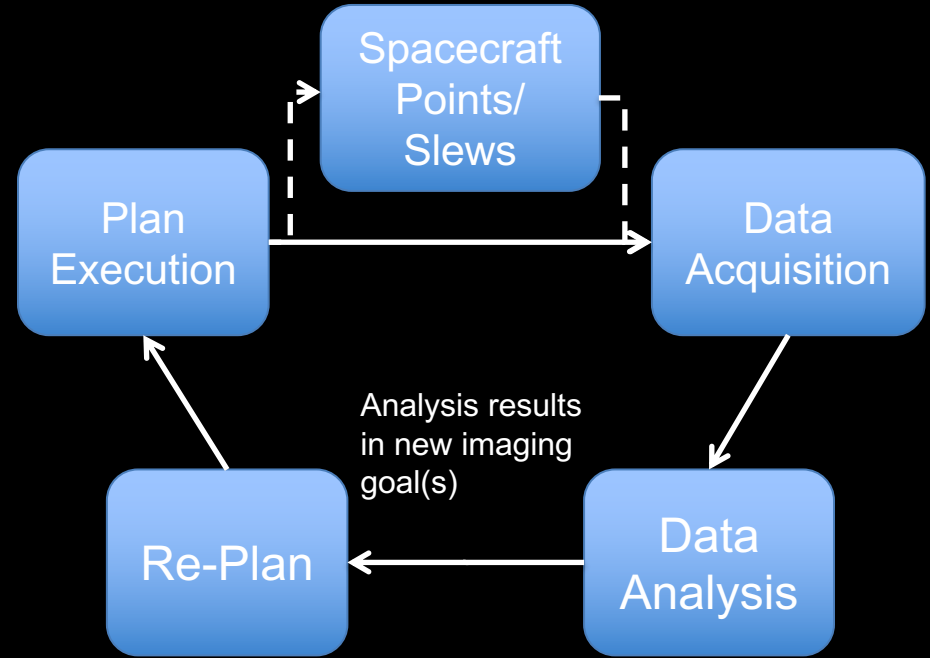 Spacecraft
Points/
Slews
Plan
Execution
Data
Acquisition
Analysis results
in new imaging
goal(s)
Re-Plan
Data
Analysis